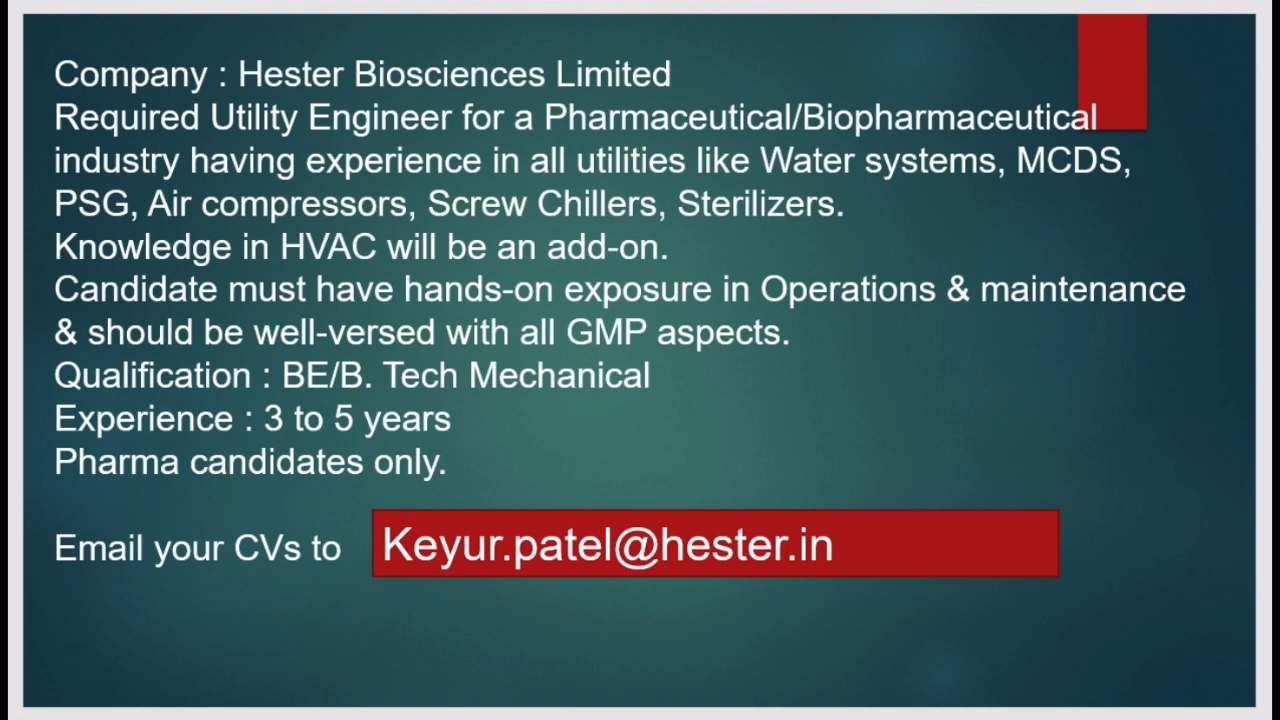 Company : Hester Biosciences Limited
Required Utility Engineer for a Pharmaceutical/Biopharmaceutical
industry having experience in all utilities like Water systems, MCDS,
PSG, Air compressors, Screw Chillers, Sterilizers.
Knowledge in HVAC will be an add-on.
Candidate must have hands-on exposure in Operations & maintenance
& should be well-versed with all GMP aspects.
Qualification : BE/B. Tech Mechanical
Experience : 3 to 5 years
Pharma candidates only.
Email your CVs to Keyur.patel@hester.in